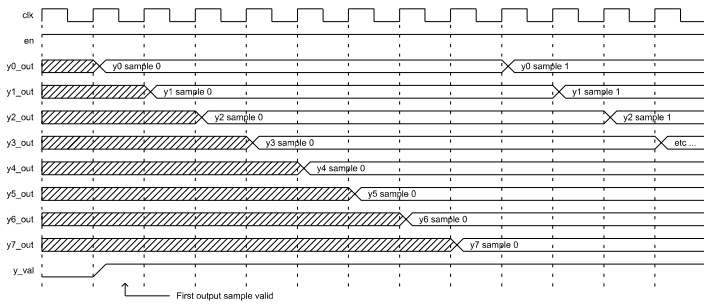 clk
en
y0_out y0 sample 0 y0 sample 1
y1_out y1 sample 0 y1 sample 1
y2_out y2 sample 0 y2 sample 1
y3_out y3 sample 0 etc ...
y4_out y4 sample 0
y5_out y5 sample 0
y6_out y6 sample 0
y7_out y7 sample 0
y_val
First output sample valid